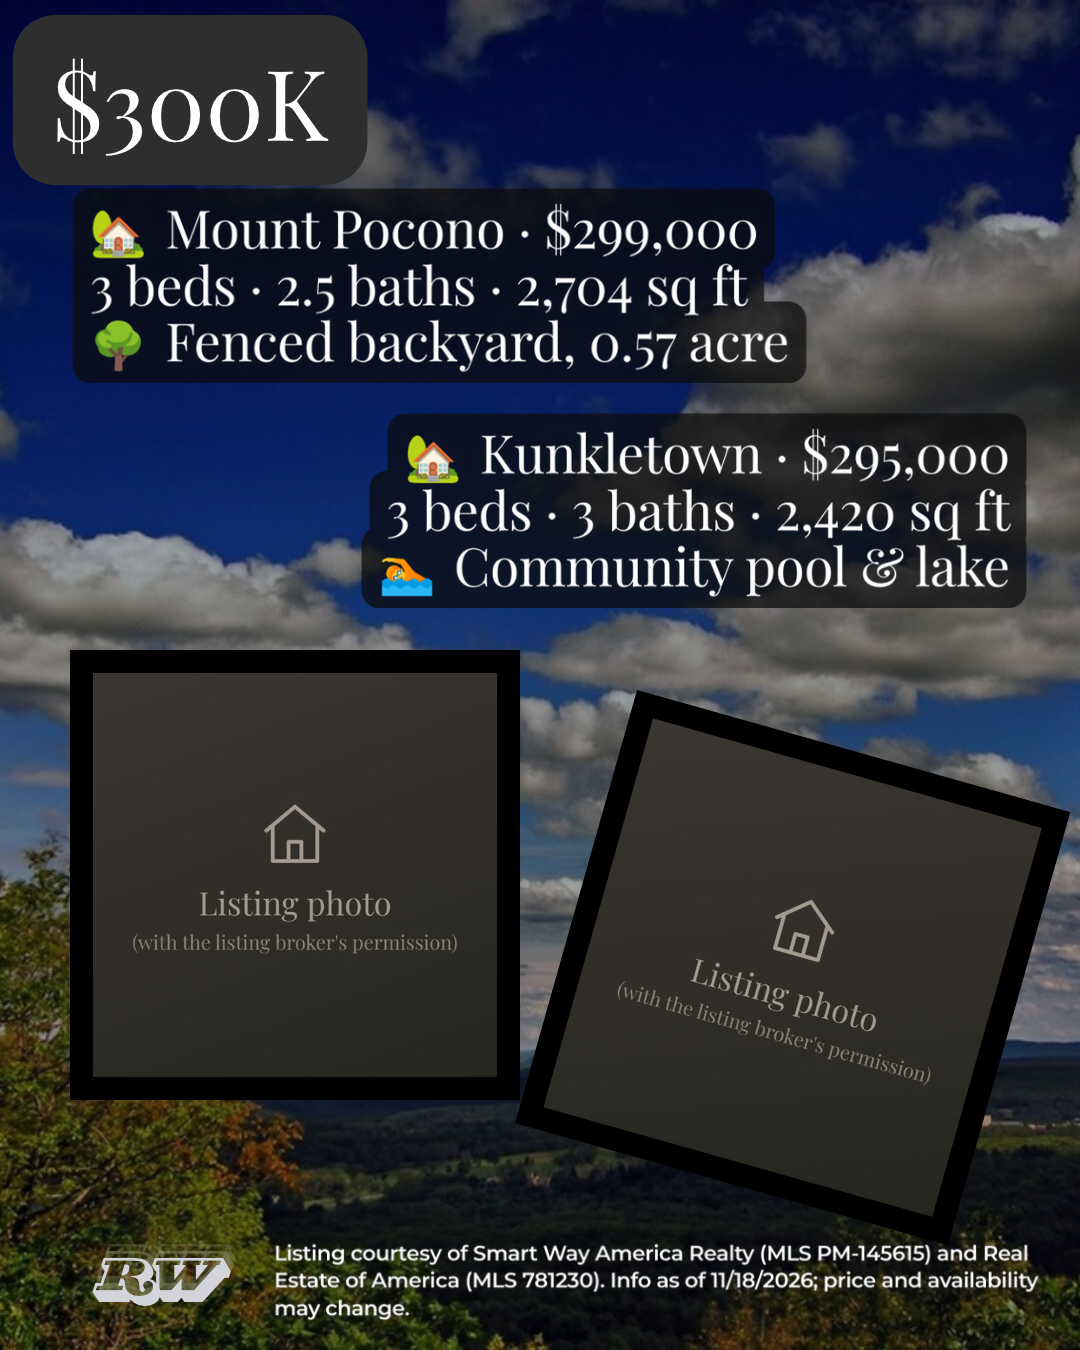 $300K
🏡 Mount Pocono · $299,000
3 beds · 2.5 baths · 2,704 sq ft
🌳 Fenced backyard, 0.57 acre
🏡 Kunkletown · $295,000
3 beds · 3 baths · 2,420 sq ft
🏊 Community pool & lake
Listing photo
(with the listing broker's permission)
Listing photo
(with the listing broker's permission)
RW
Listing courtesy of Smart Way America Realty (MLS PM-145615) and Real
Estate of America (MLS 781230). Info as of 11/18/2026; price and availability
may change.